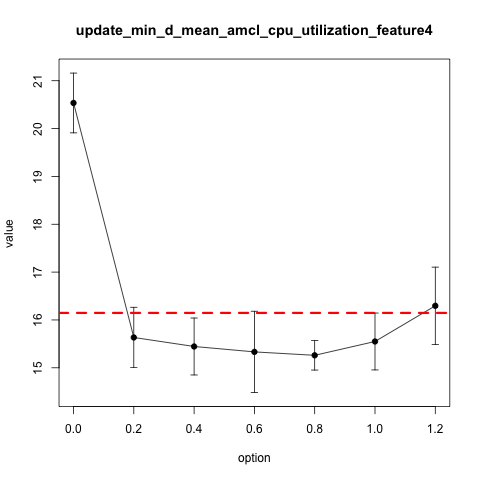 update_min_d_mean_amcl_cpu_utilization_feature4
value
21
20
19
18
17
16
15
0.0 0.2 0.4 0.6 0.8 1.0 1.2
option